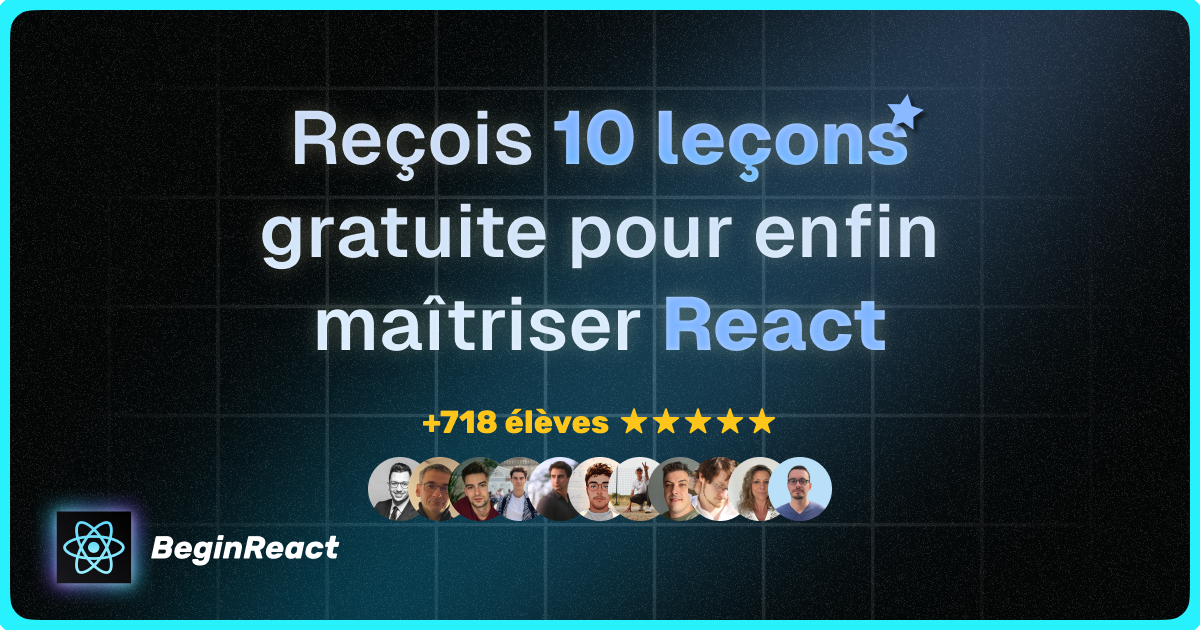 Reçois 10 leçons
gratuite pour enfin
maîtriser React
+718 élèves ★★★★★
BeginReact